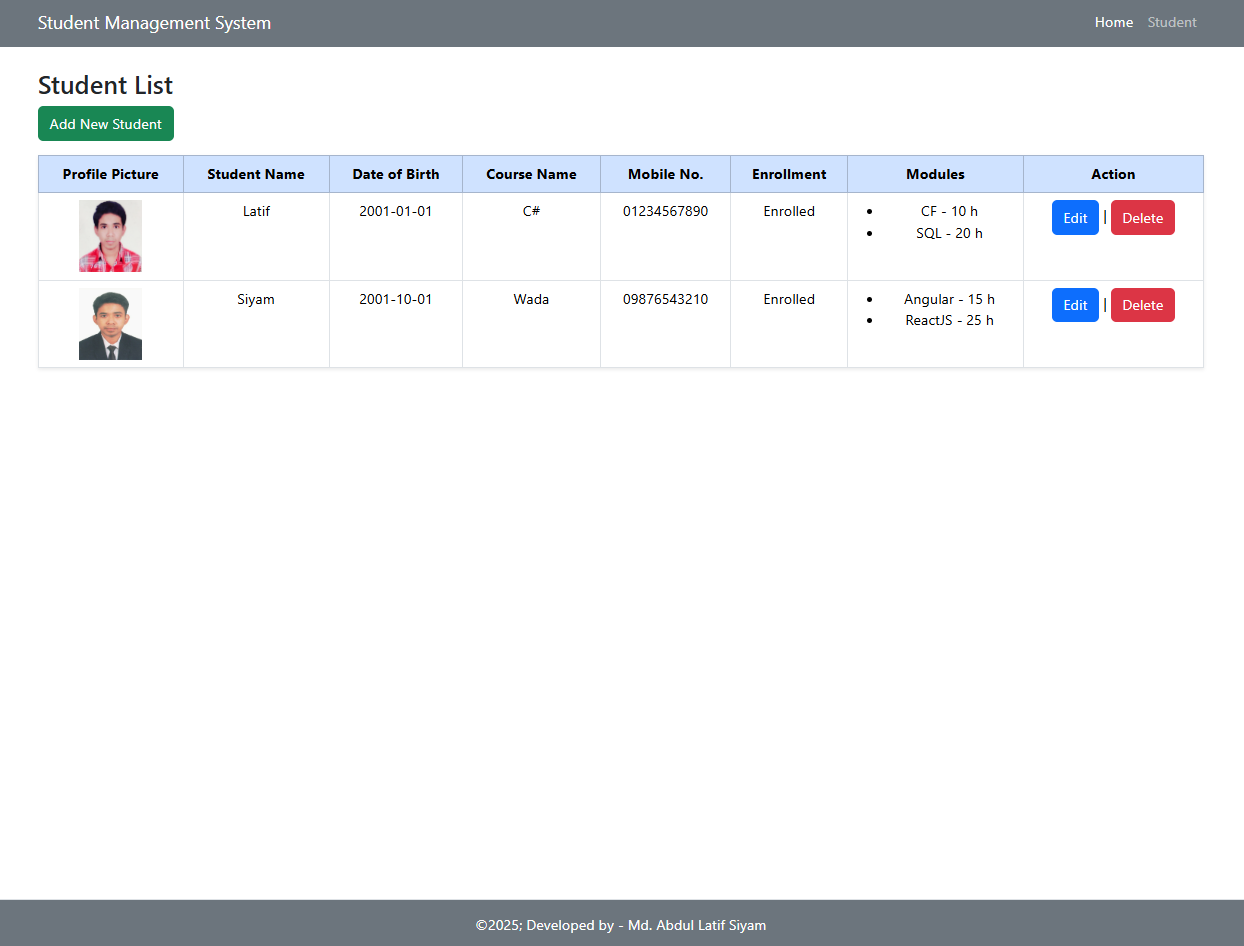 Student Management System Home Student
Student List
Add New Student
Profile Picture Student Name Date of Birth Course Name Mobile No. Enrollment Modules Action
Latif 2001-01-01 C# 01234567890 Enrolled • CF - 10 h Edit | Delete
• SQL - 20 h
Siyam 2001-10-01 Wada 09876543210 Enrolled • Angular - 15 h Edit | Delete
• ReactJS - 25 h
©2025; Developed by - Md. Abdul Latif Siyam